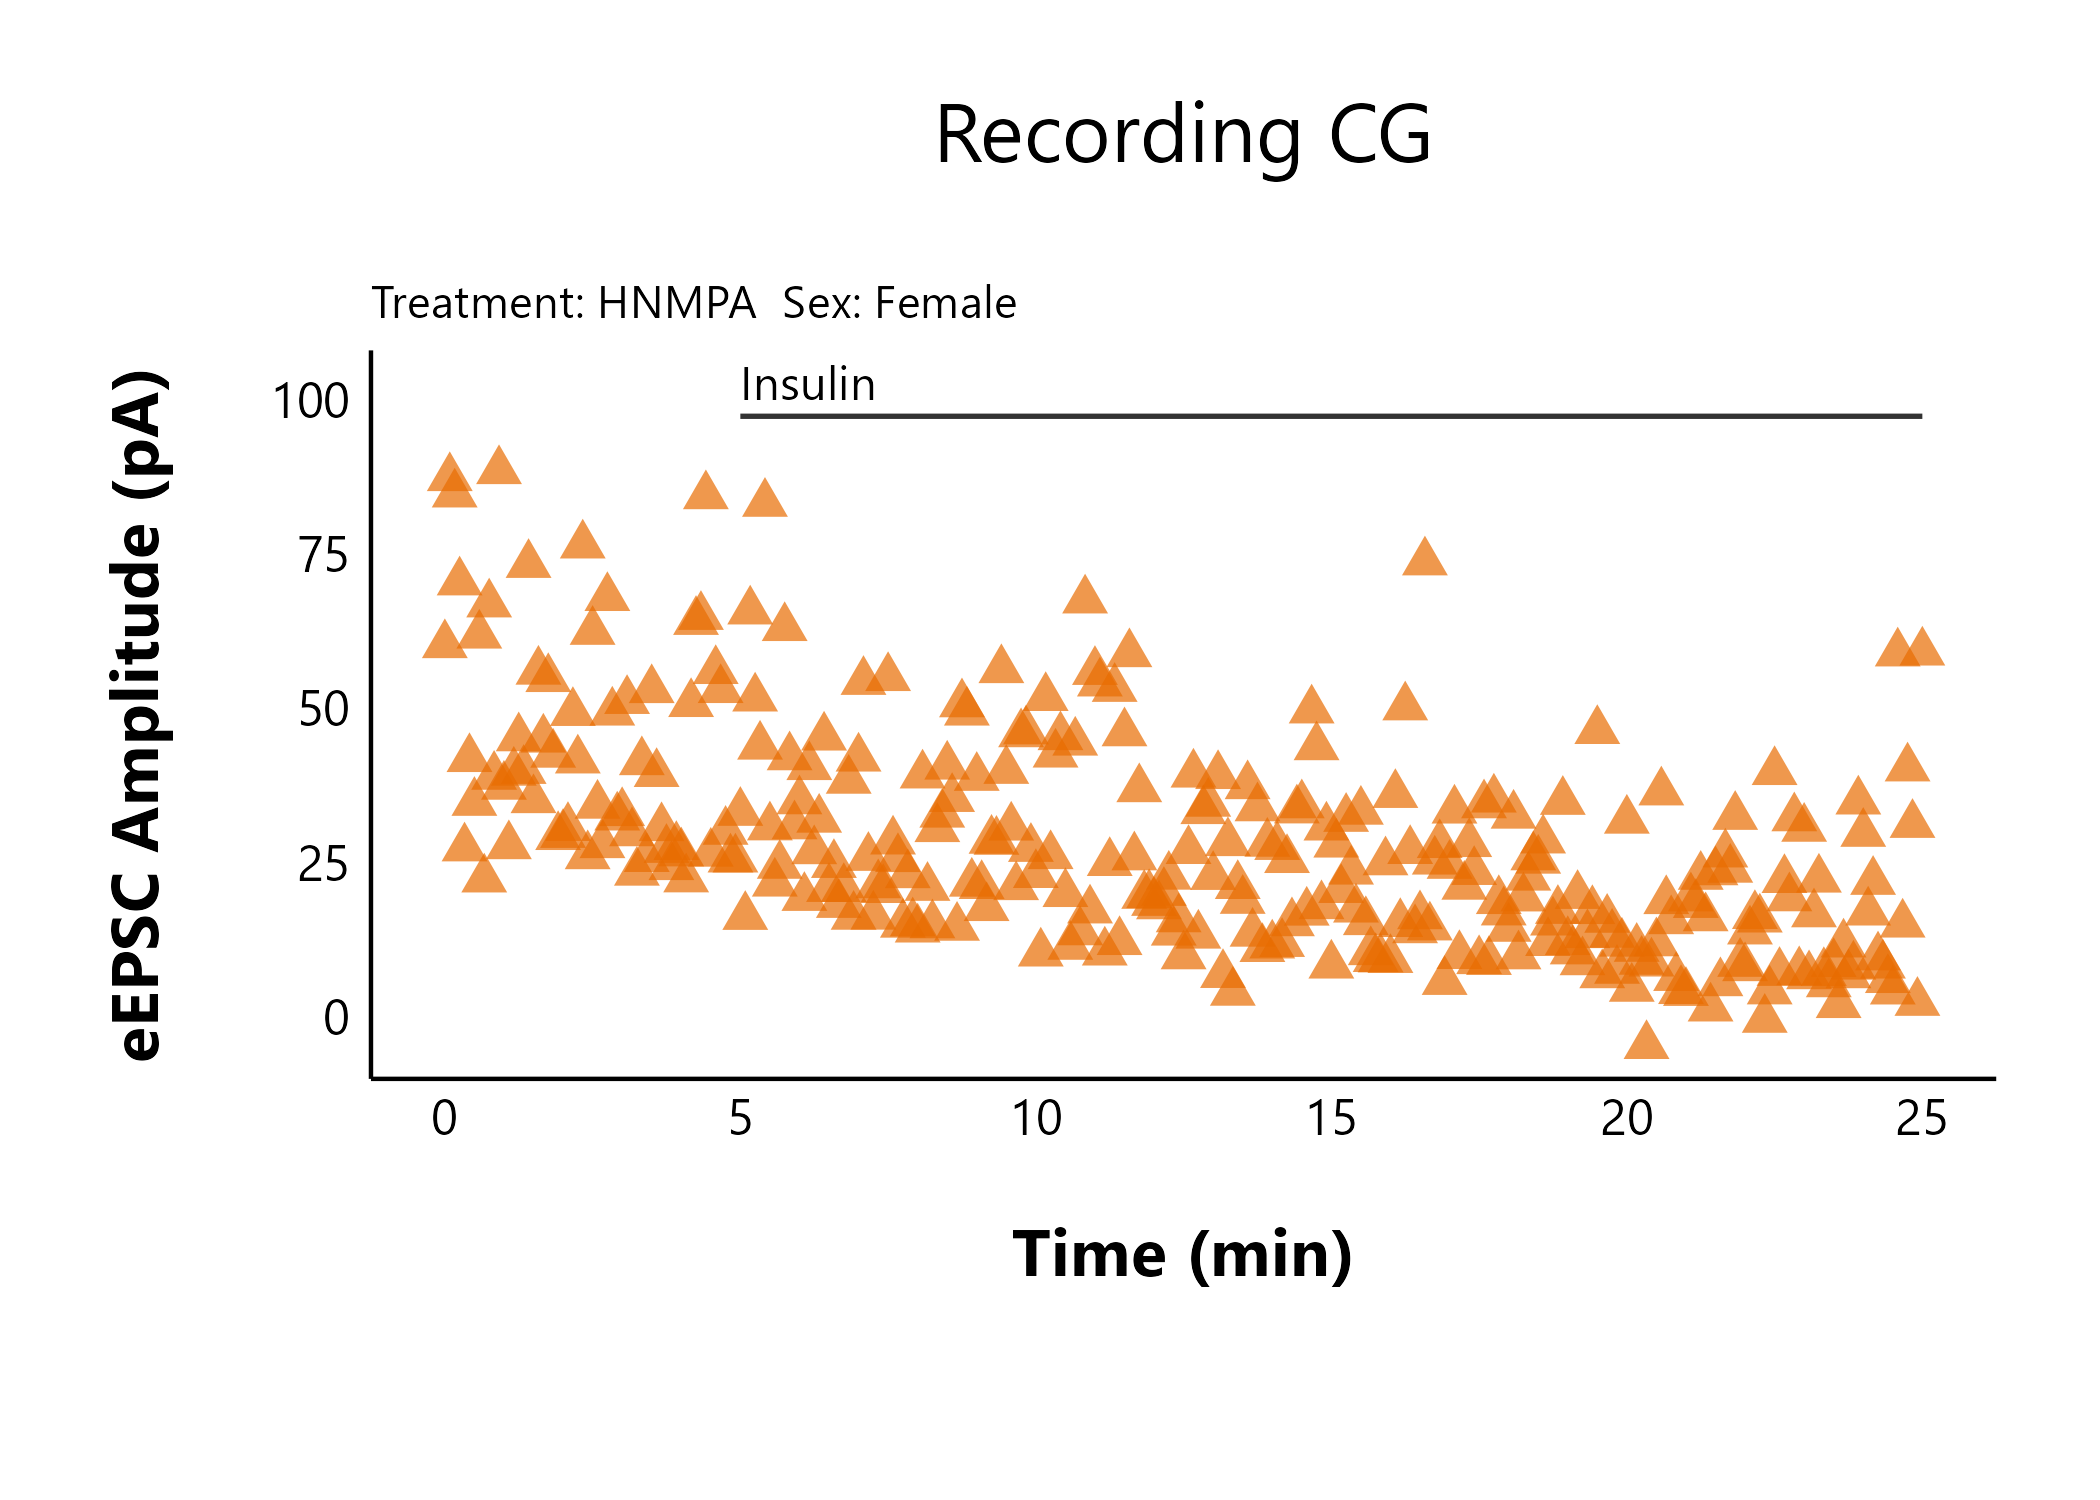 Recording CG
Treatment: HNMPA  Sex: Female
Insulin
eEPSC Amplitude (pA)
100
75
50
25
0
0 5 10 15 20 25
Time (min)